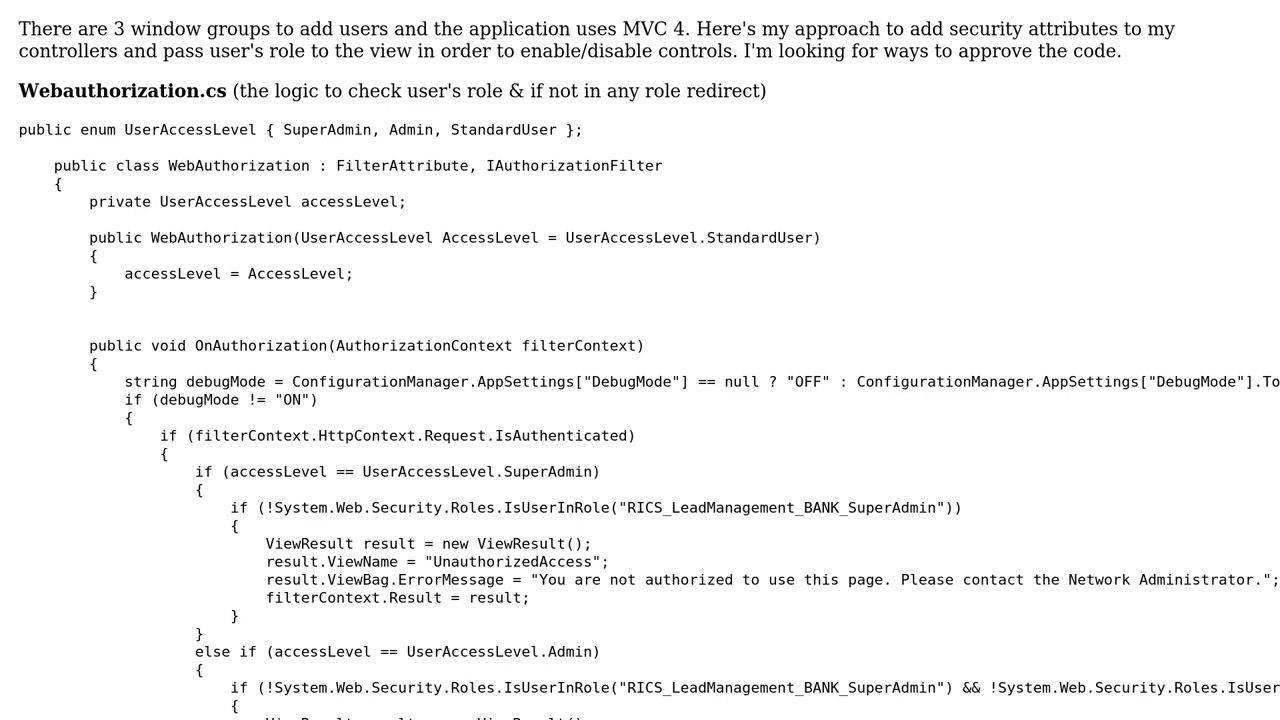 There are 3 window groups to add users and the application uses MVC 4. Here's my approach to add security attributes to my
controllers and pass user's role to the view in order to enable/disable controls. I'm looking for ways to approve the code.
Webauthorization.cs (the logic to check user's role & if not in any role redirect)
public enum UserAccessLevel { SuperAdmin, Admin, StandardUser };
public class WebAuthorization : FilterAttribute, IAuthorizationFilter
{
private UserAccessLevel accessLevel;
public WebAuthorization(UserAccessLevel AccessLevel = UserAccessLevel.StandardUser)
{
accessLevel = AccessLevel;
}
public void OnAuthorization(AuthorizationContext filterContext)
{
string debugMode = ConfigurationManager.AppSettings["DebugMode"] == null ? "OFF" : ConfigurationManager.AppSettings["DebugMode"].To
if (debugMode != "ON")
{
if (filterContext.HttpContext.Request.IsAuthenticated)
{
if (accessLevel == UserAccessLevel.SuperAdmin)
{
if (!System.Web.Security.Roles.IsUserInRole("RICS_LeadManagement_BANK_SuperAdmin"))
{
ViewResult result = new ViewResult();
result.ViewName = "UnauthorizedAccess";
result.ViewBag.ErrorMessage = "You are not authorized to use this page. Please contact the Network Administrator.";
filterContext.Result = result;
}
}
else if (accessLevel == UserAccessLevel.Admin)
{
if (!System.Web.Security.Roles.IsUserInRole("RICS_LeadManagement_BANK_SuperAdmin") && !System.Web.Security.Roles.IsUser
{